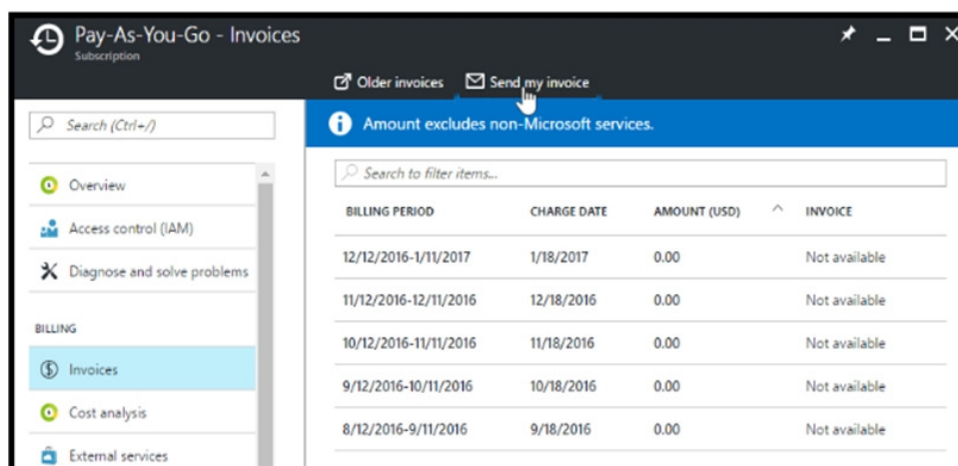 Pay-As-You-Go - Invoices
Subscription
Older invoices Send my invoice
Search (Ctrl+/)
Overview
Access control (IAM)
Diagnose and solve problems
BILLING
Invoices
Cost analysis
External services
Amount excludes non-Microsoft services.
Search to filter items...
BILLING PERIOD CHARGE DATE AMOUNT (USD) INVOICE
12/12/2016-1/11/2017 1/18/2017 0.00 Not available
11/12/2016-12/11/2016 12/18/2016 0.00 Not available
10/12/2016-11/11/2016 11/18/2016 0.00 Not available
9/12/2016-10/11/2016 10/18/2016 0.00 Not available
8/12/2016-9/11/2016 9/18/2016 0.00 Not available